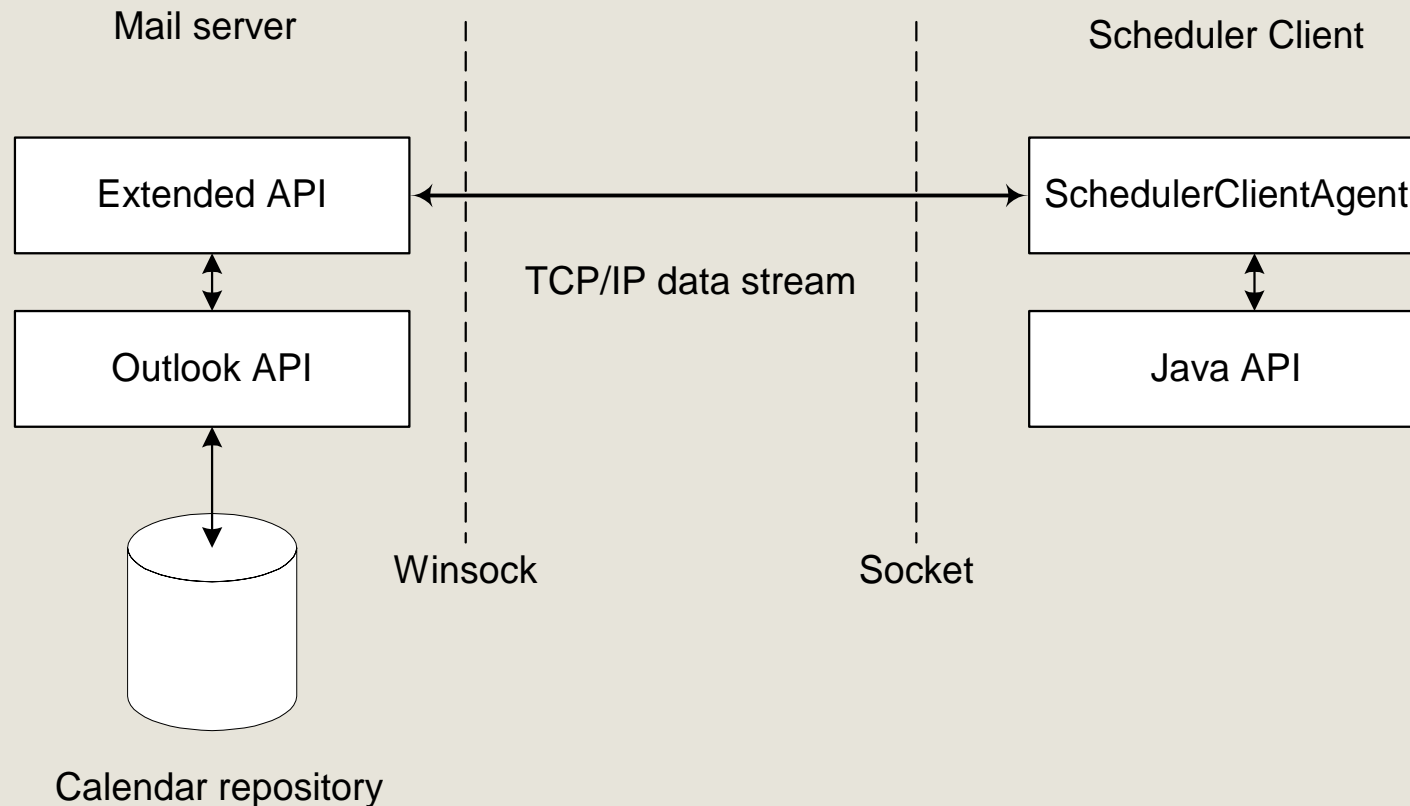 Mail server
Scheduler Client
Extended API
SchedulerClientAgent
TCP/IP data stream
Outlook API
Java API
Winsock
Socket
Calendar repository